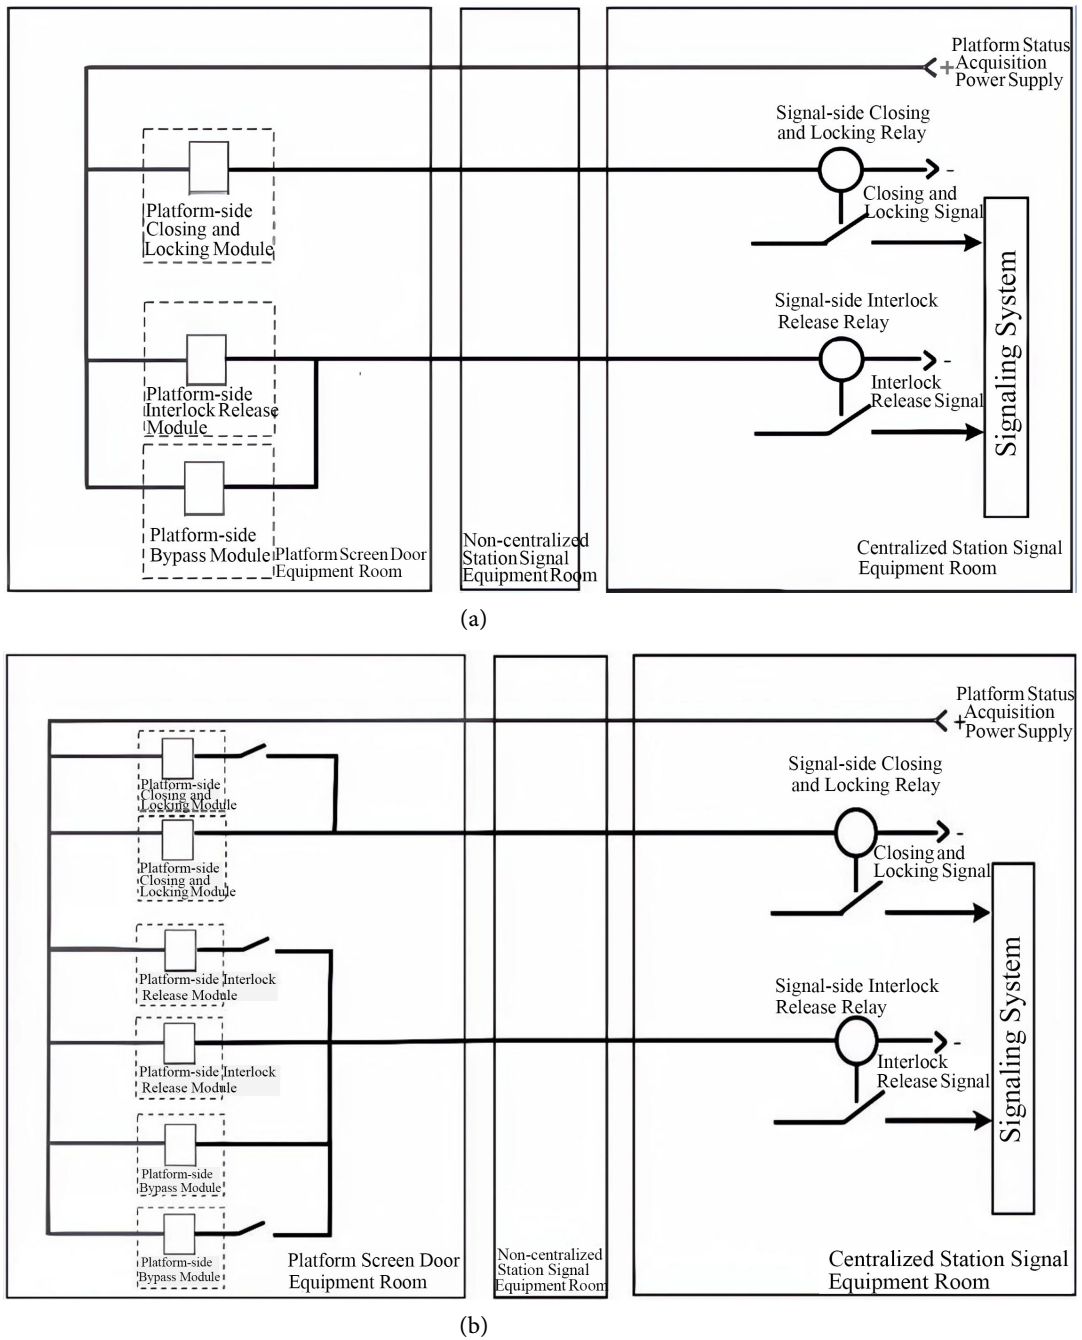 Platform Status
Acquisition
+
Power Supply
Signal-side Closing
and Locking Relay
-
Closing and
Locking Signal
Platform-side
Closing and
Locking Module
Signal-side Interlock
Release Relay
-
Interlock
Release Signal
Platform-side
Interlock Release
Module
Signaling System
Platform-side
Bypass Module
Platform Screen Door
Equipment Room
Non-centralized
Station Signal
Equipment Room
Centralized Station Signal
Equipment Room
(a)
Platform Status
Acquisition
+
Power Supply
Signal-side Closing
and Locking Relay
-
Closing and
Locking Signal
Platform-side
Closing and
Locking Module
Platform-side
Closing and
Locking Module
Platform-side Interlock
Release Module
Signal-side Interlock
Release Relay
-
Interlock
Release Signal
Platform-side Interlock
Release Module
Signaling System
Platform-side
Bypass Module
Platform-side
Bypass Module
Platform Screen Door
Equipment Room
Non-centralized
Station Signal
Equipment Room
Centralized Station Signal
Equipment Room
(b)